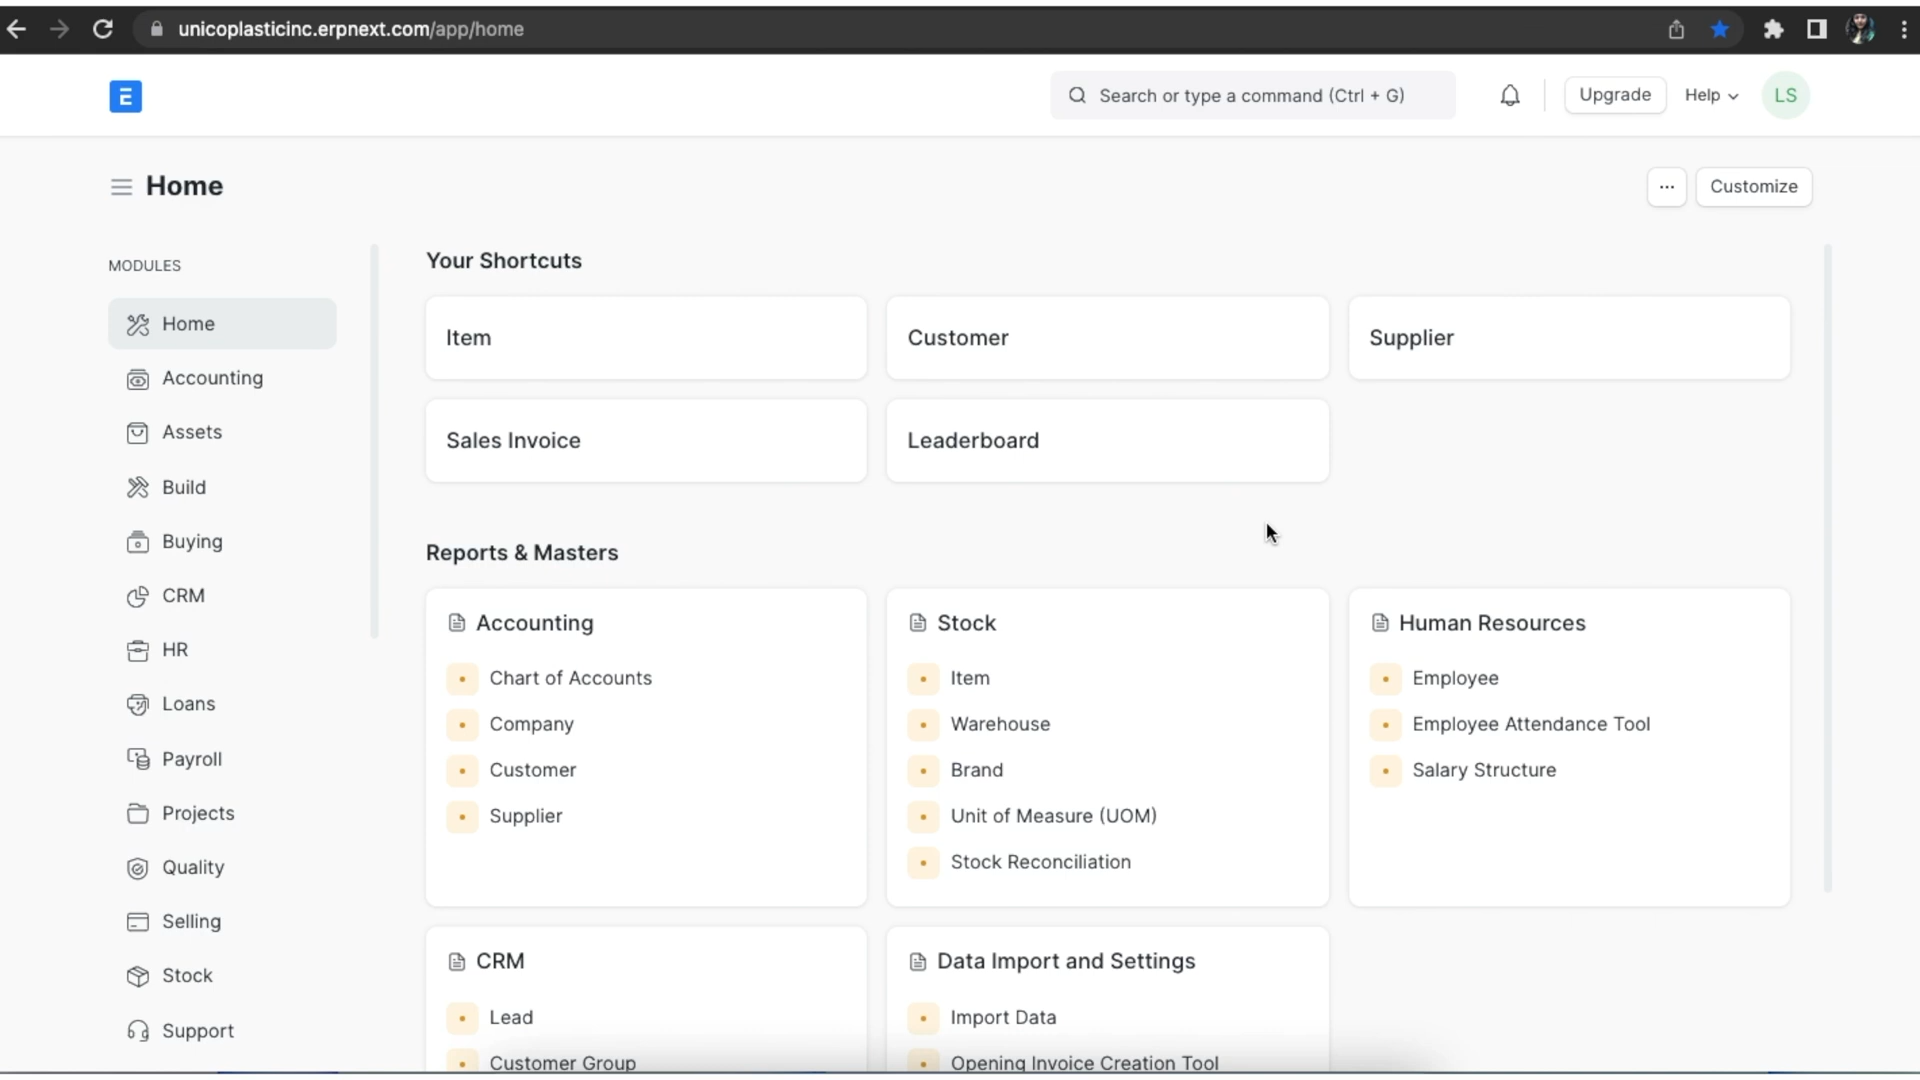 unicoplasticinc.erpnext.com/app/home
E
Search or type a command (Ctrl + G)
Upgrade
Help
LS
Home
...
Customize
MODULES
Home
Accounting
Assets
Build
Buying
CRM
HR
Loans
Payroll
Projects
Quality
Selling
Stock
Support
Your Shortcuts
Item
Customer
Supplier
Sales Invoice
Leaderboard
Reports & Masters
Accounting
Chart of Accounts
Company
Customer
Supplier
Stock
Item
Warehouse
Brand
Unit of Measure (UOM)
Stock Reconciliation
Human Resources
Employee
Employee Attendance Tool
Salary Structure
CRM
Lead
Customer Group
Data Import and Settings
Import Data
Opening Invoice Creation Tool